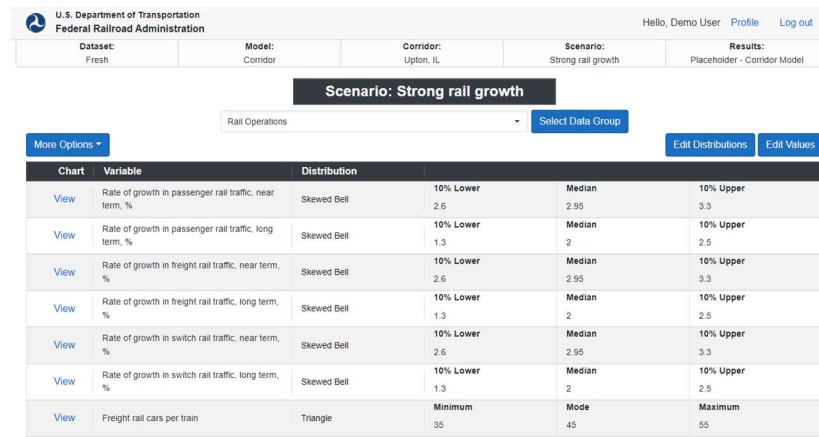 U.S. Department of Transportation
Federal Railroad Administration
Hello, Demo User Profile Log out
Dataset: Model: Corridor: Scenario: Results:
Fresh Corridor Upton, IL Strong rail growth Placeholder - Corridor Model
Scenario: Strong rail growth
Rail Operations Select Data Group
More Options Edit Distributions Edit Values
Chart Variable Distribution
10% Lower Median 10% Upper
View Rate of growth in passenger rail traffic, near
term, % Skewed Bell
2.6 2.95 3.3
10% Lower Median 10% Upper
View Rate of growth in passenger rail traffic, long
term, % Skewed Bell
1.3 2 2.5
10% Lower Median 10% Upper
View Rate of growth in freight rail traffic, near term,
% Skewed Bell
2.6 2.95 3.3
10% Lower Median 10% Upper
View Rate of growth in freight rail traffic, long term,
% Skewed Bell
1.3 2 2.5
10% Lower Median 10% Upper
View Rate of growth in switch rail traffic, near term,
% Skewed Bell
2.6 2.95 3.3
10% Lower Median 10% Upper
View Rate of growth in switch rail traffic, long term,
% Skewed Bell
1.3 2 2.5
Minimum Mode Maximum
View Freight rail cars per train Triangle
35 45 55